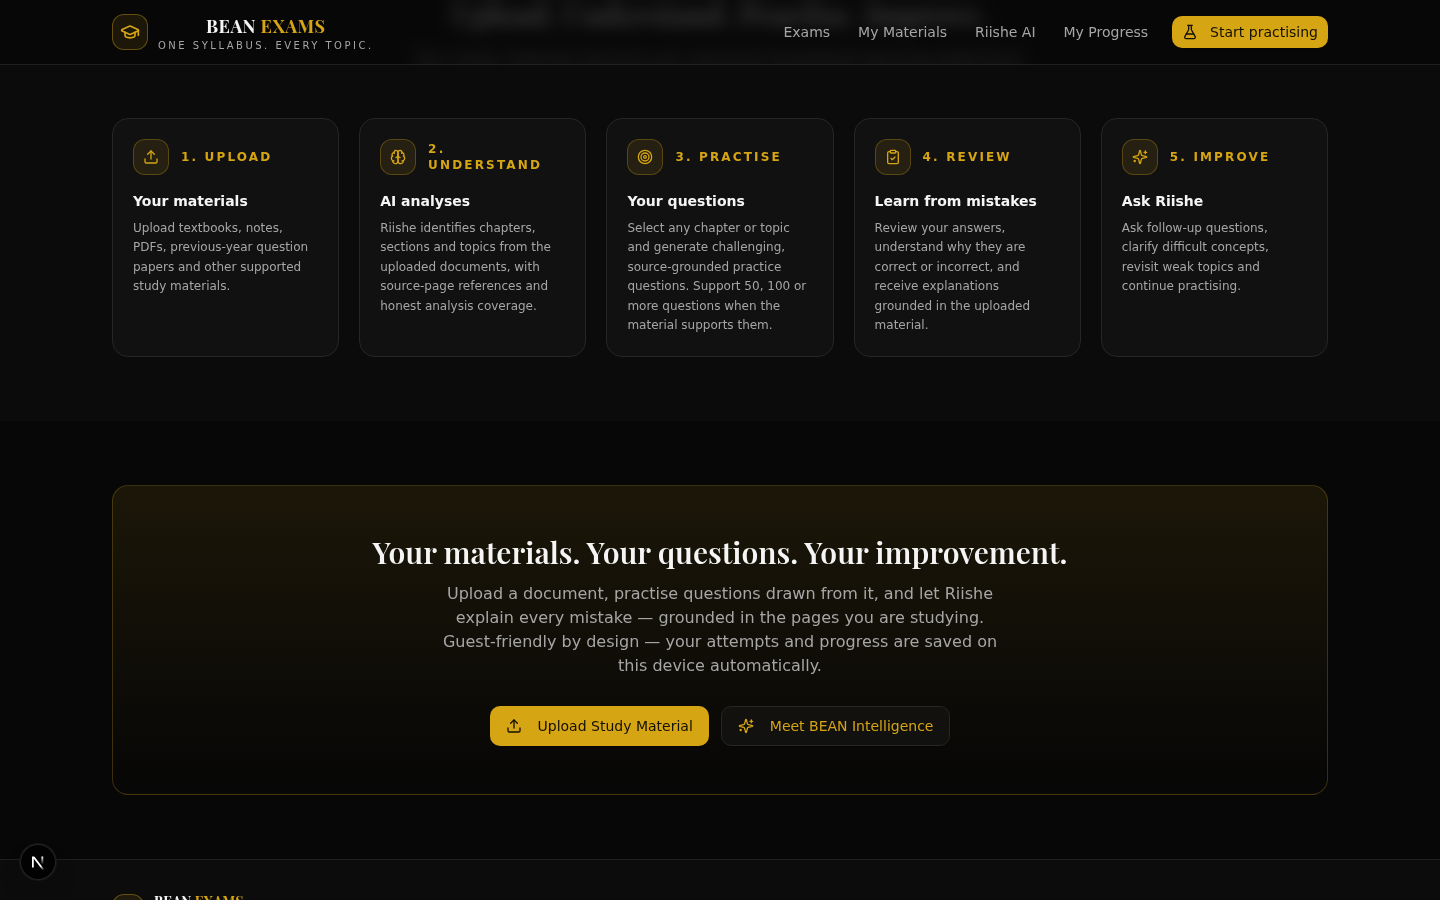 BEAN EXAMS
ONE SYLLABUS. EVERY TOPIC.
Exams
My Materials
Riishe AI
My Progress
Start practising
1. UPLOAD
Your materials
Upload textbooks, notes,
PDFs, previous-year question
papers and other supported
study materials.
2.
UNDERSTAND
AI analyses
Riishe identifies chapters,
sections and topics from the
uploaded documents, with
source-page references and
honest analysis coverage.
3. PRACTISE
Your questions
Select any chapter or topic
and generate challenging,
source-grounded practice
questions. Support 50, 100 or
more questions when the
material supports them.
4. REVIEW
Learn from mistakes
Review your answers,
understand why they are
correct or incorrect, and
receive explanations
grounded in the uploaded
material.
5. IMPROVE
Ask Riishe
Ask follow-up questions,
clarify difficult concepts,
revisit weak topics and
continue practising.
Your materials. Your questions. Your improvement.
Upload a document, practise questions drawn from it, and let Riishe
explain every mistake — grounded in the pages you are studying.
Guest-friendly by design — your attempts and progress are saved on
this device automatically.
Upload Study Material
Meet BEAN Intelligence
N
BEAN EXAMS